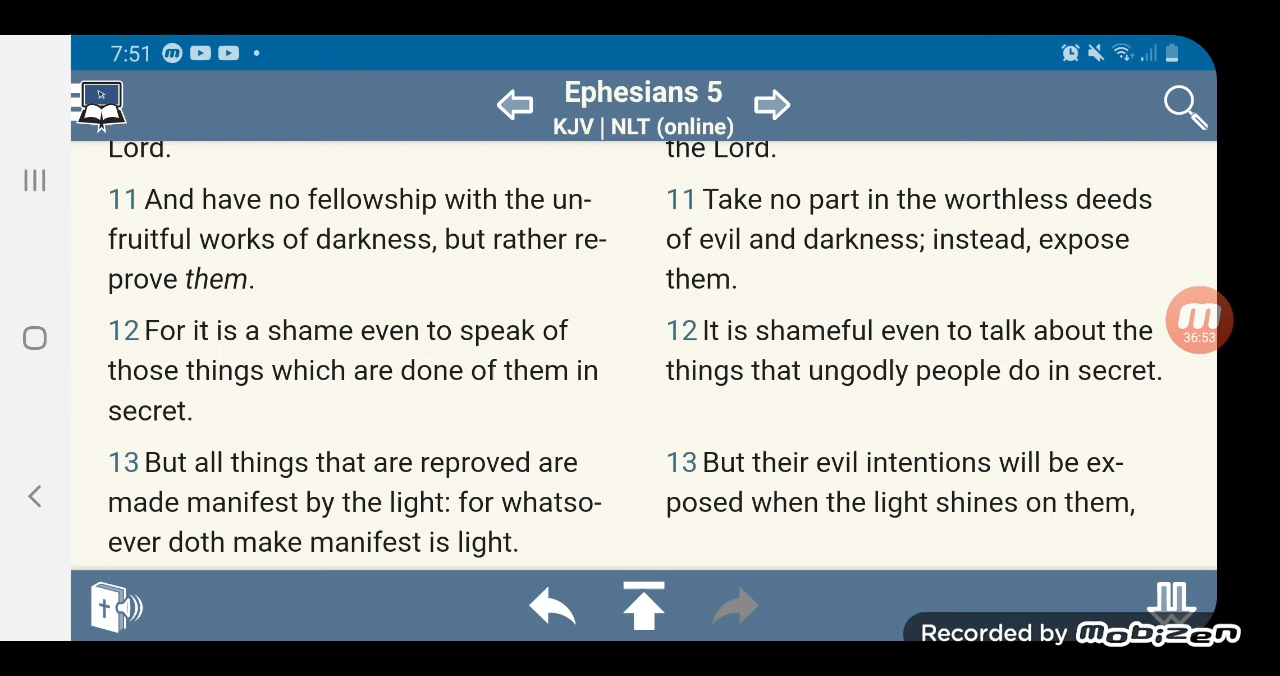 7:51
Ephesians 5
KJV | NLT (online)
Lord.
11 And have no fellowship with the un-
fruitful works of darkness, but rather re-
prove them.
12 For it is a shame even to speak of
those things which are done of them in
secret.
13 But all things that are reproved are
made manifest by the light: for whatso-
ever doth make manifest is light.
the Lord.
11 Take no part in the worthless deeds
of evil and darkness; instead, expose
them.
12 It is shameful even to talk about the
things that ungodly people do in secret.
13 But their evil intentions will be ex-
posed when the light shines on them,
36:53
Recorded by Mobizen